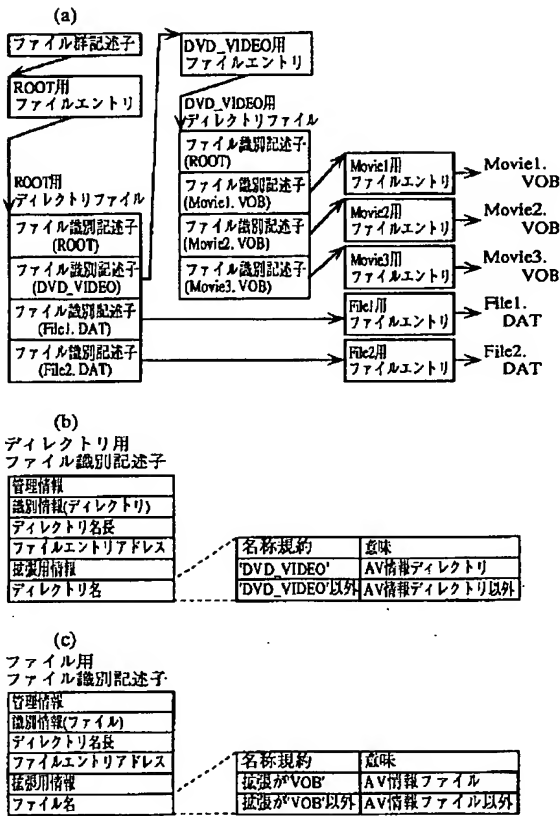 (a)
ファイル群記述子
ROOT用
ファイルエントリ
ROOT用
ディレクトリファイル
ファイル識別記述子
(ROOT)
ファイル識別記述子
(DVD_VIDEO)
ファイル識別記述子
(File1. DAT)
ファイル識別記述子
(File2. DAT)
DVD_VIDEO用
ファイルエントリ
DVD_VIDEO用
ディレクトリファイル
ファイル識別記述子
(ROOT)
ファイル識別記述子
(Movie1. VOB)
ファイル識別記述子
(Movie2. VOB)
ファイル識別記述子
(Movie3. VOB)
Movie1用
ファイルエントリ
Movie1.
VOB
Movie2用
ファイルエントリ
Movie2.
VOB
Movie3用
ファイルエントリ
Movie3.
VOB
File1用
ファイルエントリ
File1.
DAT
File2用
ファイルエントリ
File2.
DAT
(b)
ディレクトリ用
ファイル識別記述子
管理情報
識別情報(ディレクトリ)
ディレクトリ名長
ファイルエントリアドレス
拡張用情報
ディレクトリ名
名称規約 意味
'DVD_VIDEO' AV情報ディレクトリ
'DVD_VIDEO'以外 AV情報ディレクトリ以外
(c)
ファイル用
ファイル識別記述子
管理情報
識別情報(ファイル)
ディレクトリ名長
ファイルエントリアドレス
拡張用情報
ファイル名
名称規約 意味
拡張が'VOB' AV情報ファイル
拡張が'VOB'以外 AV情報ファイル以外